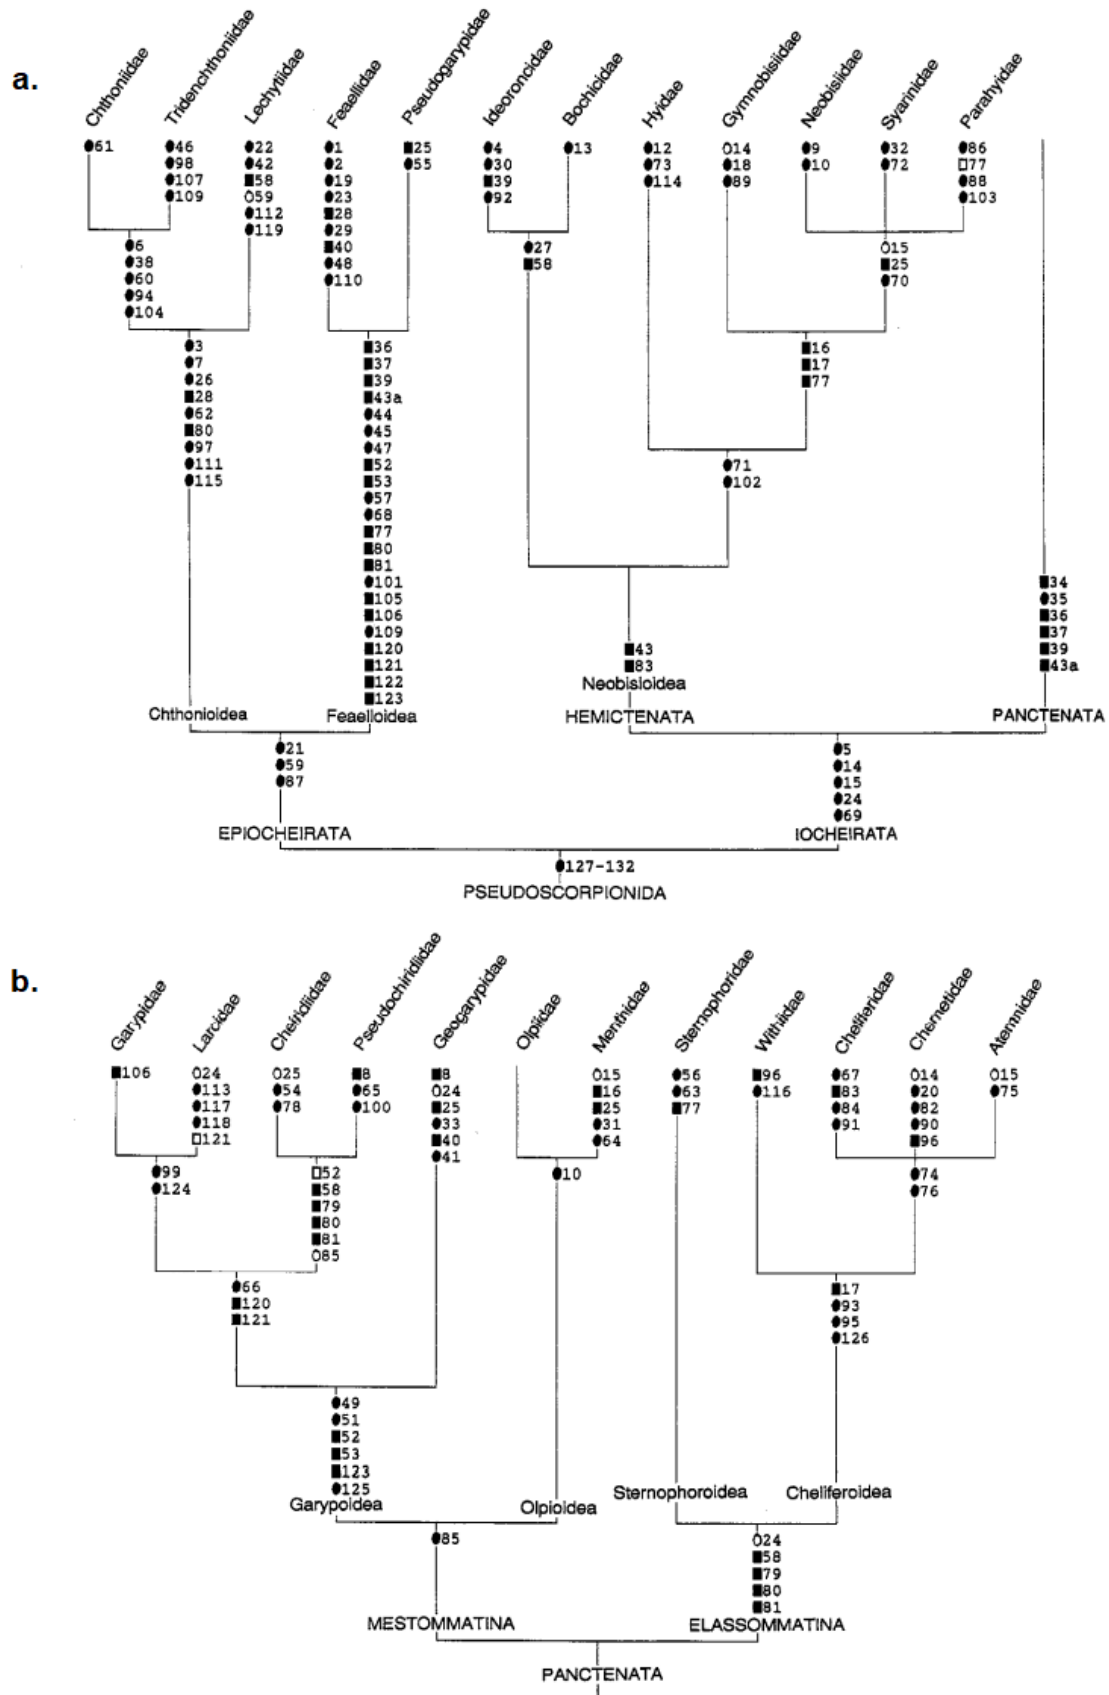 a.
Chthoniidae Tridenchthoniidae Lechytiidae Feaellidae Pseudogarypidae Ideoroncidae Bochicidae Hyidae Gymnobisiidae Neobisiidae Syarinidae Parahyidae
61 46 22 1 25 4 13 12 14 9 32 86
98 42 2 55 30 73 18 10 72 77
107 58 19 39 114 89 88
109 59 23 92 103
112 28
119 29
6 40 27 15
38 48 58 25
60 110 70
94
104
3 36 16
7 37 17
26 39 77
28 43a
62 44
80 45
97 47
111 52 71
115 53 102
57
68
77
80
81
101 34
105 35
106 36
109 37
120 43 39
121 83 43a
122 Neobisioidea
123
Chthonioidea Feaelloidea HEMICTENATA PANCTENATA
21 5
59 14
87 15
24
69
EPIOCHEIRATA IOCHEIRATA
127-132
PSEUDOSCORPIONIDA
b.
Garypidae Larcidae Cheiridiidae Pseudochiridiidae Geogarypidae Olpiidae Menthidae Sternophoridae Withiidae Cheliferidae Chernetidae Atemnidae
106 24 25 8 8 15 56 96 67 14 15
113 54 65 24 16 63 116 83 20 75
117 78 100 25 25 77 84 82
118 33 31 91 90
121 40 64 96
41
99 52 10 74
124 58 76
79
80
81
85
66 17
120 93
121 95
126
49
51
52
53
123
125
Garypoidea Olpioidea Sternophoroidea Cheliferoidea
85 24
58
79
80
81
MESTOMMATINA ELASSOMMATINA
PANCTENATA